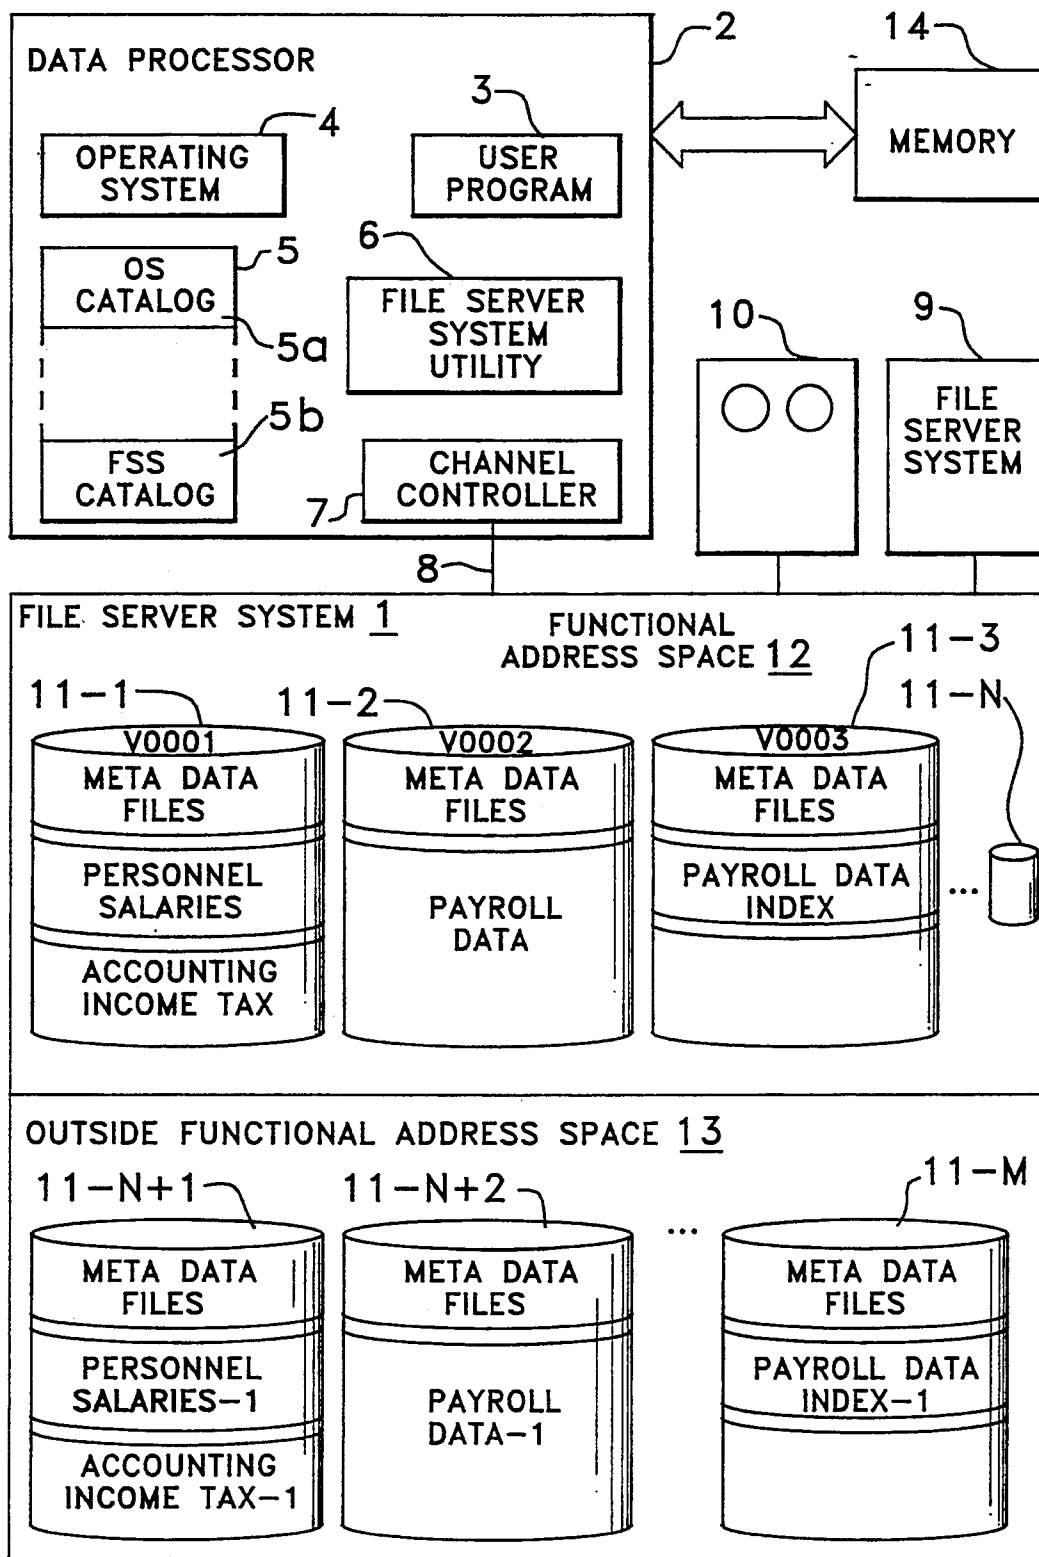 DATA PROCESSOR
2
14
4
3
OPERATING
SYSTEM
USER
PROGRAM
MEMORY
5
6
OS
CATALOG
5a
FILE SERVER
SYSTEM
UTILITY
10
9
FILE
SERVER
SYSTEM
5b
FSS
CATALOG
7
CHANNEL
CONTROLLER
8
FILE SERVER SYSTEM 1
FUNCTIONAL
ADDRESS SPACE 12
11-3
11-N
11-1
11-2
V0001
META DATA
FILES
PERSONNEL
SALARIES
ACCOUNTING
INCOME TAX
V0002
META DATA
FILES
PAYROLL
DATA
V0003
META DATA
FILES
PAYROLL DATA
INDEX
...
OUTSIDE FUNCTIONAL ADDRESS SPACE 13
11-N+1
11-N+2
...
11-M
META DATA
FILES
PERSONNEL
SALARIES-1
ACCOUNTING
INCOME TAX-1
META DATA
FILES
PAYROLL
DATA-1
META DATA
FILES
PAYROLL DATA
INDEX-1